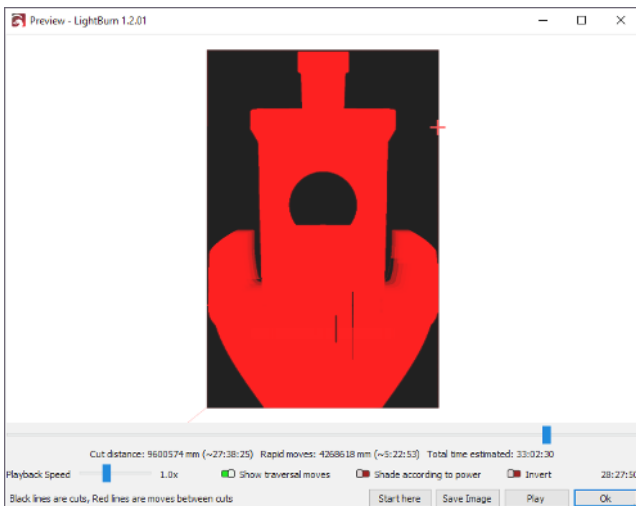 Preview - LightBurn 1.2.01
Cut distance: 9600574 mm (~27:38:25) Rapid moves: 4268618 mm (~5:22:53) Total time estimated: 33:02:30
Playback Speed 1.0x Show traversal moves Shade according to power Invert 28:27:50
Black lines are cuts, Red lines are moves between cuts Start here Save Image Play Ok